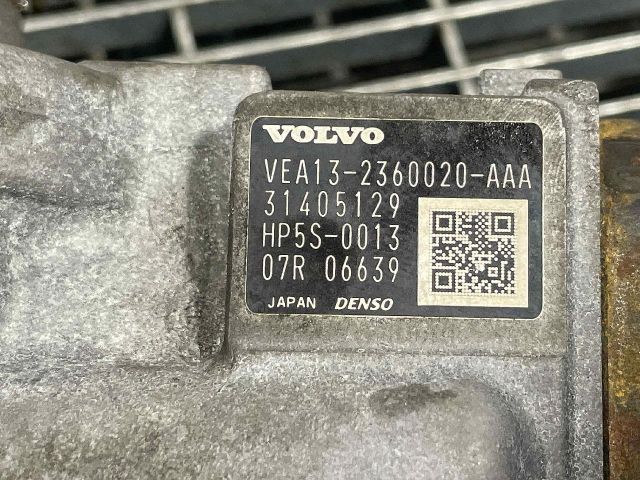 VOLVO
VEA13-2360020-AAA
31405129
HP5S-0013
07R 06639
JAPAN DENSO